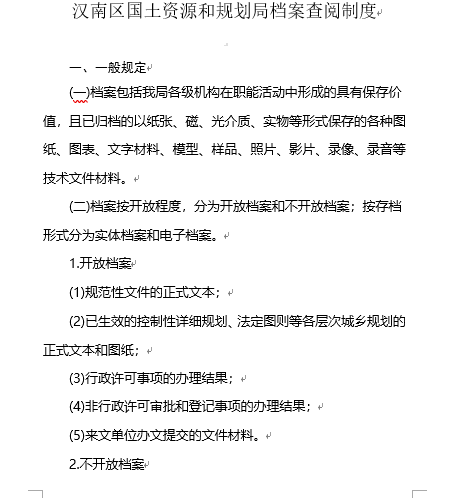 汉南区国土资源和规划局档案查阅制度
一、一般规定
(一)档案包括我局各级机构在职能活动中形成的具有保存价
值，且已归档的以纸张、磁、光介质、实物等形式保存的各种图
纸、图表、文字材料、模型、样品、照片、影片、录像、录音等
技术文件材料。
(二)档案按开放程度，分为开放档案和不开放档案；按存档
形式分为实体档案和电子档案。
1.开放档案
(1)规范性文件的正式文本；
(2)已生效的控制性详细规划、法定图则等各层次城乡规划的
正式文本和图纸；
(3)行政许可事项的办理结果；
(4)非行政许可审批和登记事项的办理结果；
(5)来文单位办文提交的文件材料。
2.不开放档案